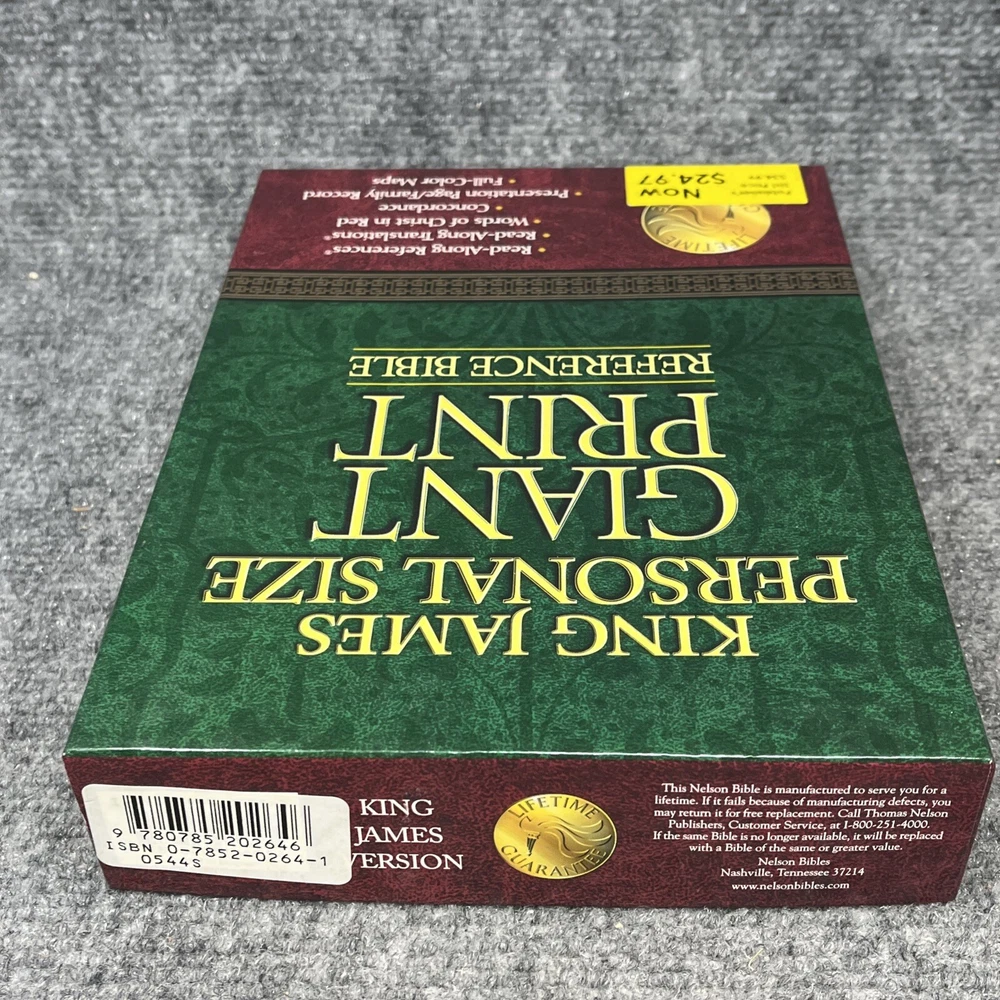 KING JAMES
PERSONAL SIZE
GIANT
PRINT
REFERENCE BIBLE
• Read-Along References®
• Read-Along Translations®
• Words of Christ in Red
• Concordance
• Presentation Page/Family Record
• Full-Color Maps
LIFETIME
Now
$24.97
9 780785 202646
ISBN 0-7852-0264-1
0544S
KING
JAMES
VERSION
LIFETIME
GUARANTEE
This Nelson Bible is manufactured to serve you for a
lifetime. If it fails because of manufacturing defects, you
may return it for free replacement. Call Thomas Nelson
Publishers, Customer Service, at 1-800-251-4000.
If the same Bible is no longer available, it will be replaced
with a Bible of the same or greater value.
Nelson Bibles
Nashville, Tennessee 37214
www.nelsonbibles.com